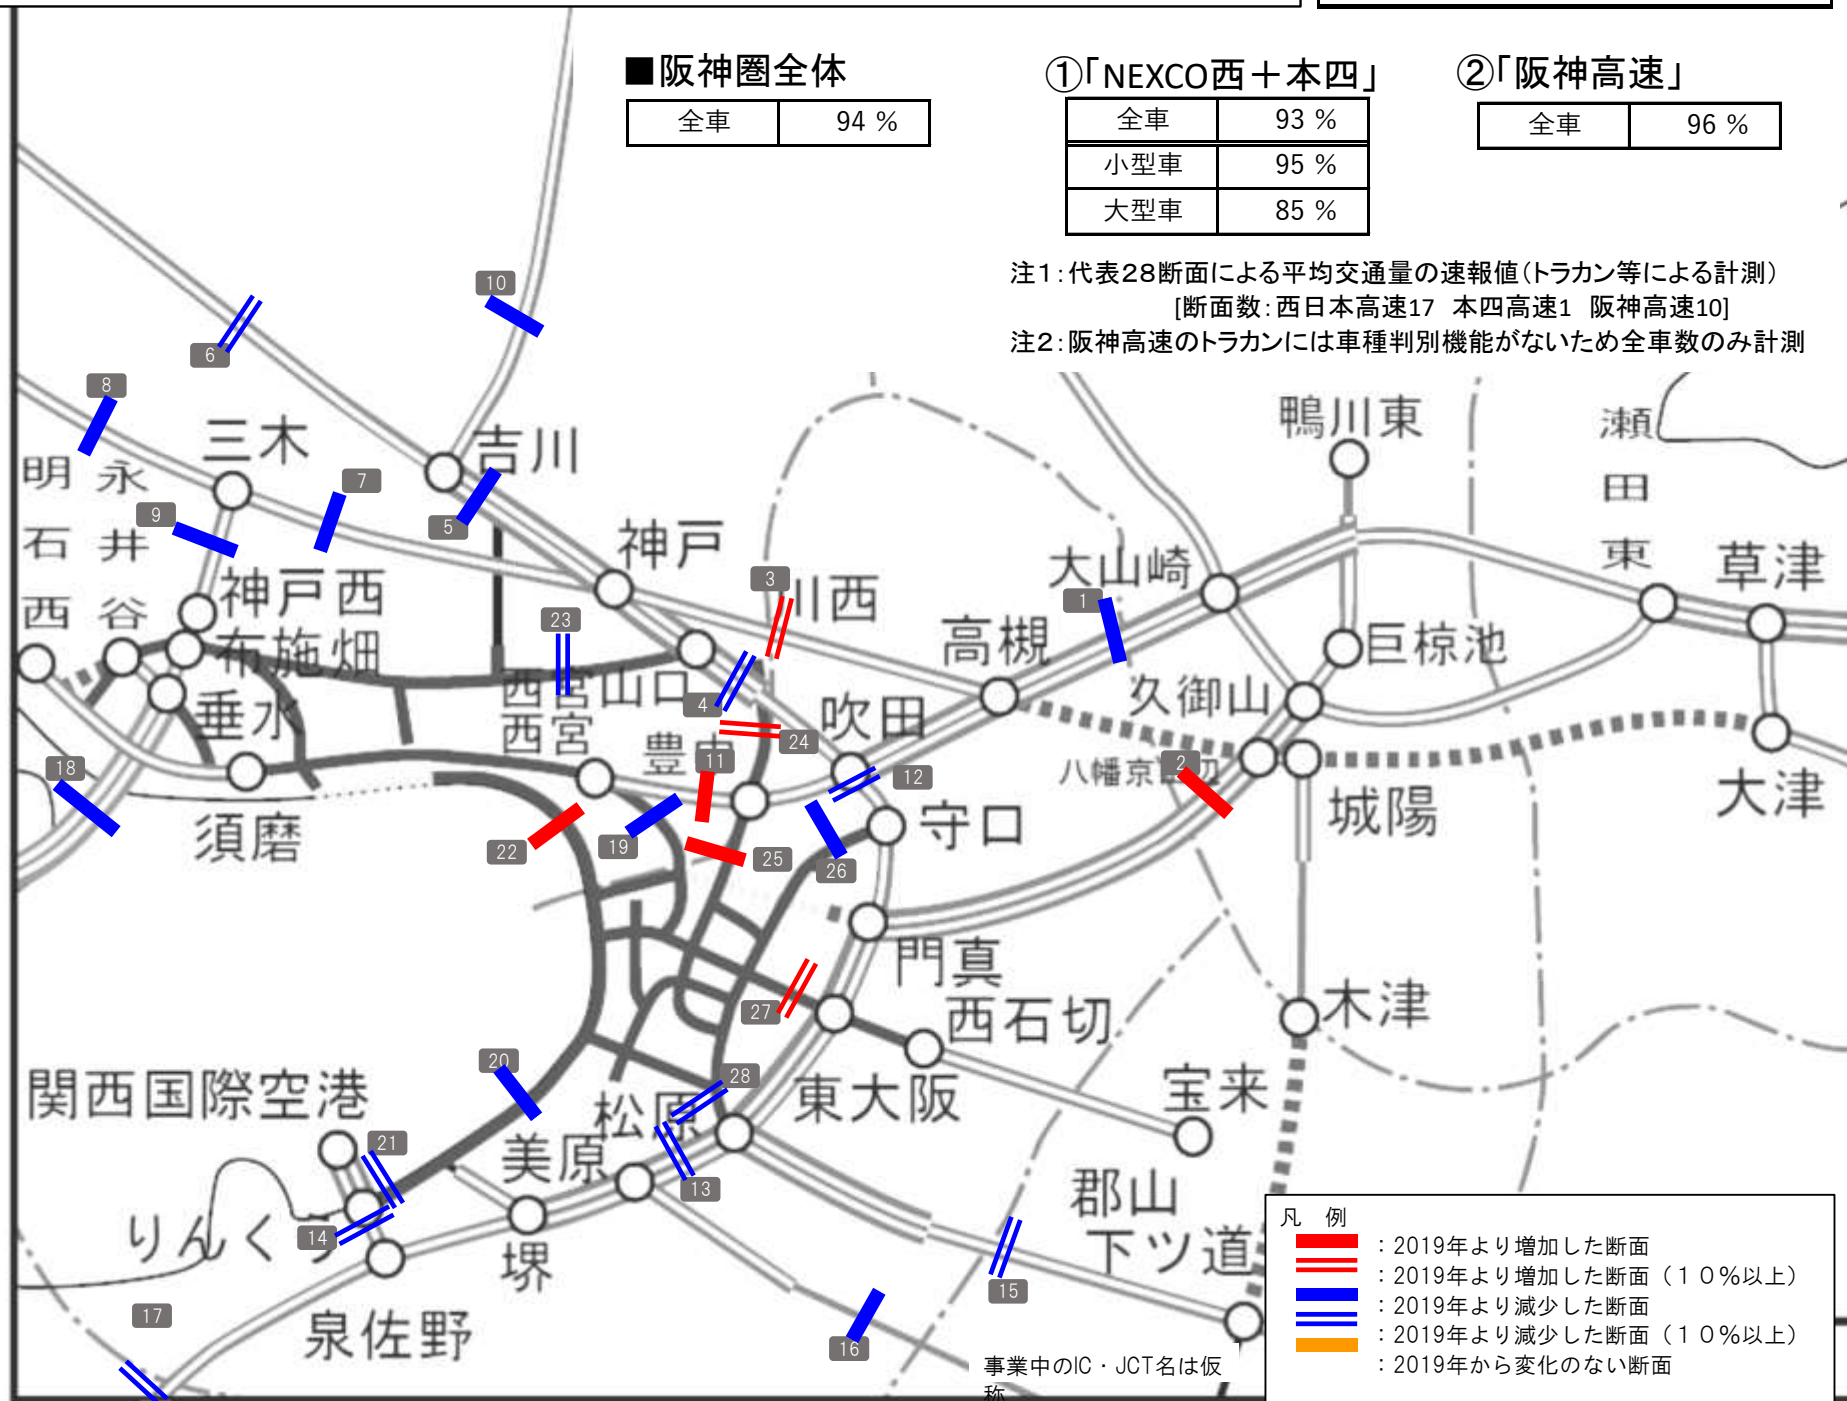 ■阪神圏全体
全車 94 %
①「NEXCO西＋本四」
全車 93 %
小型車 95 %
大型車 85 %
②「阪神高速」
全車 96 %
注1：代表28断面による平均交通量の速報値（トラカン等による計測）
[断面数：西日本高速17 本四高速1 阪神高速10]
注2：阪神高速のトラカンには車種判別機能がないため全車数のみ計測
10
6
8
三木
吉川
鴨川東
瀬田東
明石西
永井谷
7
9
5
神戸
大山崎
草津
神戸西
3
川西
1
布施畑
23
高槻
巨椋池
西宮山口
4
久御山
垂水
西宮
吹田
24
豊中
11
八幡京田辺
2
18
12
城陽
大津
須磨
守口
22
19
25
26
門真
27
西石切
木津
20
関西国際空港
28
松原
東大阪
宝来
21
美原
13
郡山下ツ道
14
りんくう
堺
15
17
泉佐野
16
事業中のIC・JCT名は仮
称
凡 例
：2019年より増加した断面
：2019年より増加した断面（１０％以上）
：2019年より減少した断面
：2019年より減少した断面（１０％以上）
：2019年から変化のない断面